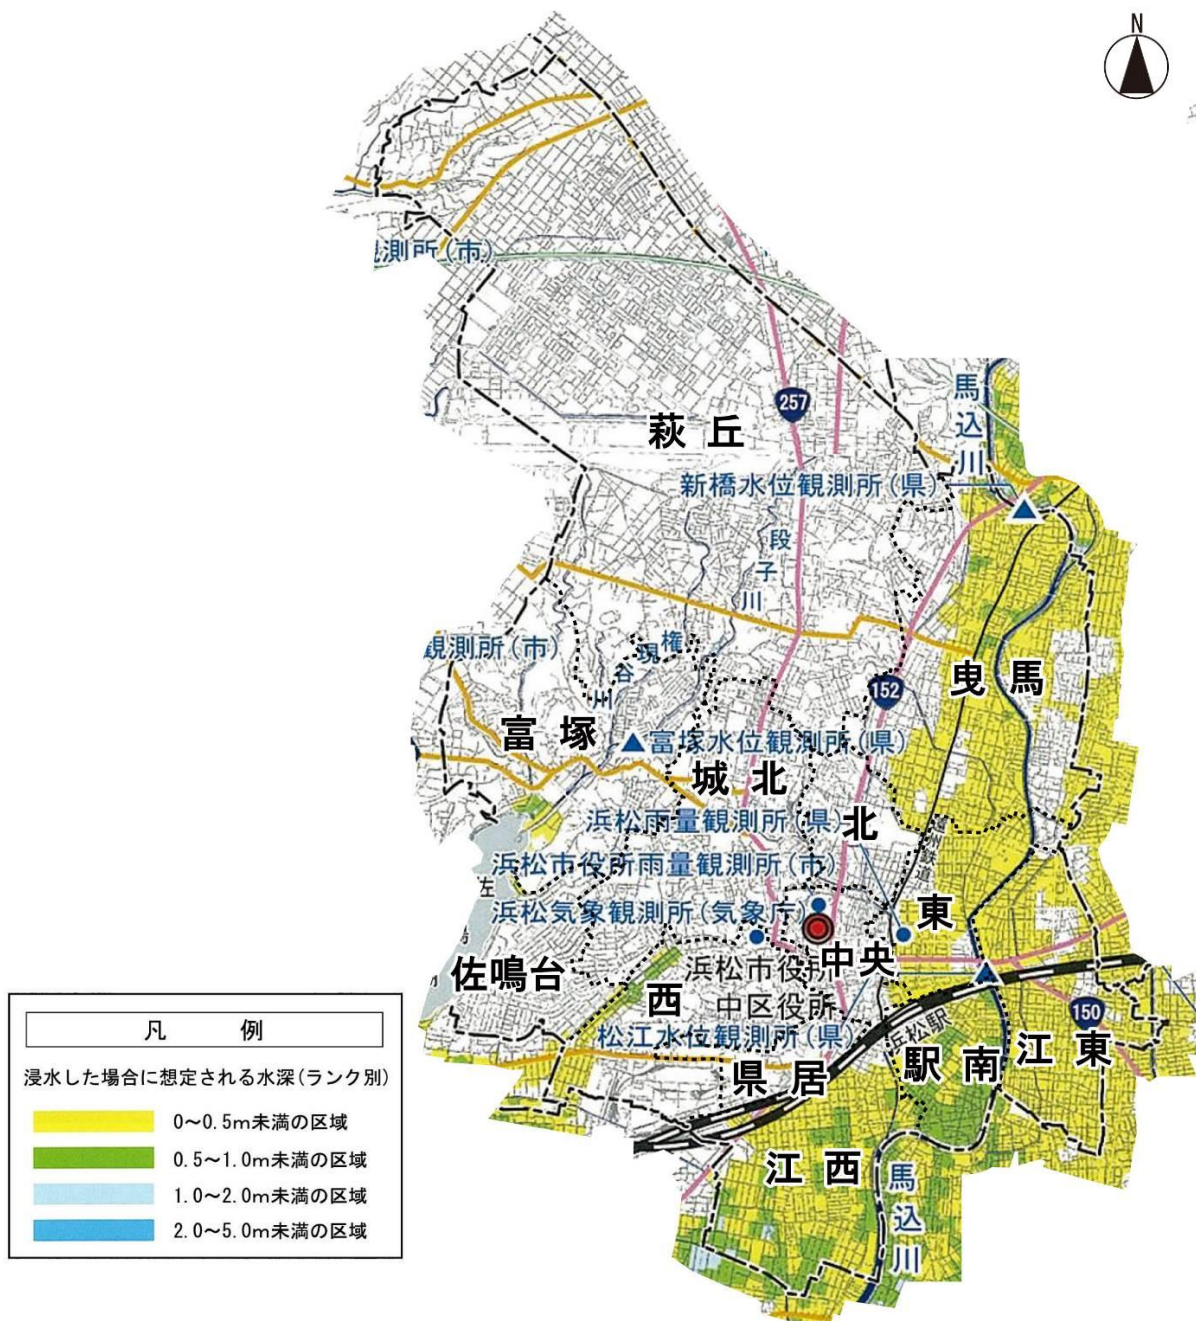 N
観測所(市)
257
萩丘
馬込川
新橋水位観測所(県)
段子川
観測所(市)
権現谷川
152
曳馬
富塚
富塚水位観測所(県)
城北
浜松雨量観測所(県)
北
遠州鉄道
浜松市役所雨量観測所(市)
左
浜松気象観測所(気象庁)
東
佐鳴台
中央
浜松市役所
中区役所
西
松江水位観測所(県)
浜松駅
150
駅南
江東
県居
江西
馬込川
凡 例
浸水した場合に想定される水深(ランク別)
0~0.5m未満の区域
0.5~1.0m未満の区域
1.0~2.0m未満の区域
2.0~5.0m未満の区域